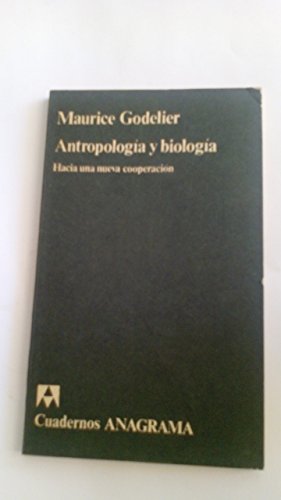 Maurice Godelier
Antropología y biología
Hacia una nueva cooperación
Cuadernos ANAGRAMA